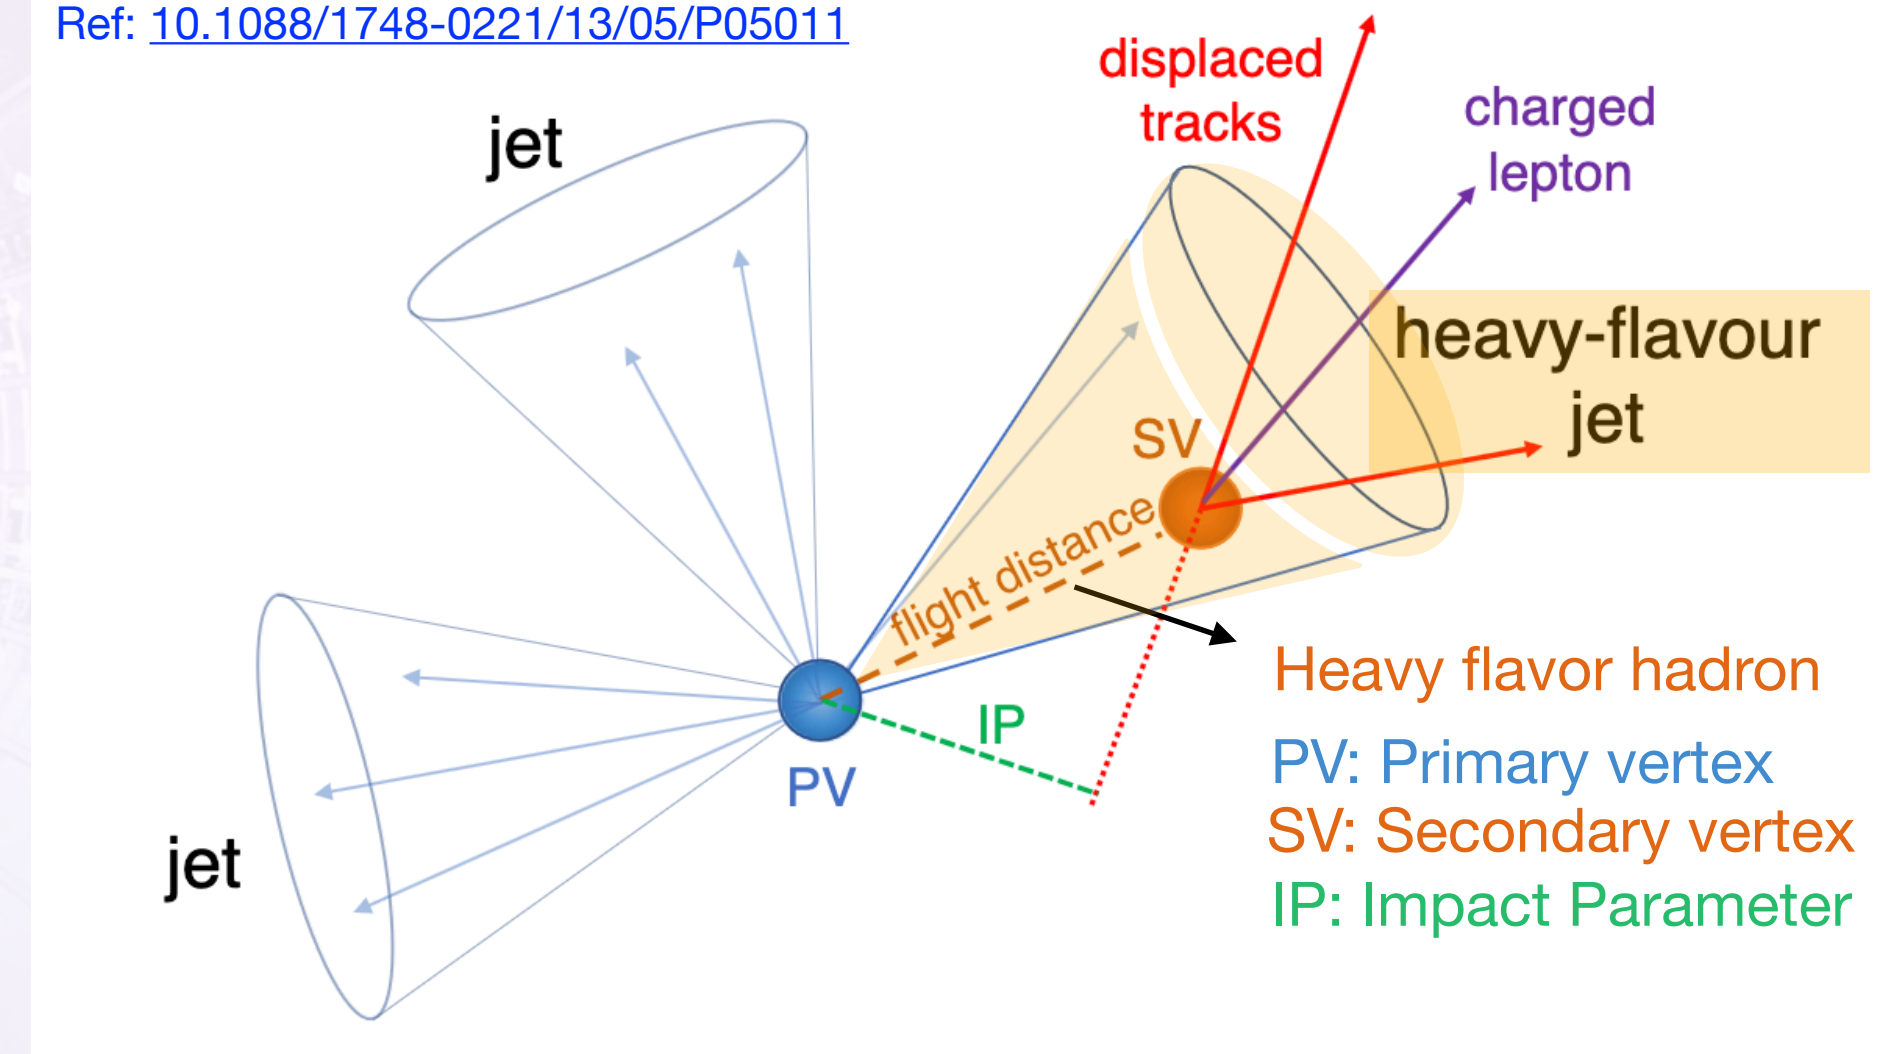 Ref: 10.1088/1748-0221/13/05/P05011
displaced
tracks
charged
lepton
jet
heavy-flavour
jet
SV
flight distance
Heavy flavor hadron
IP
PV
PV: Primary vertex
SV: Secondary vertex
jet
IP: Impact Parameter